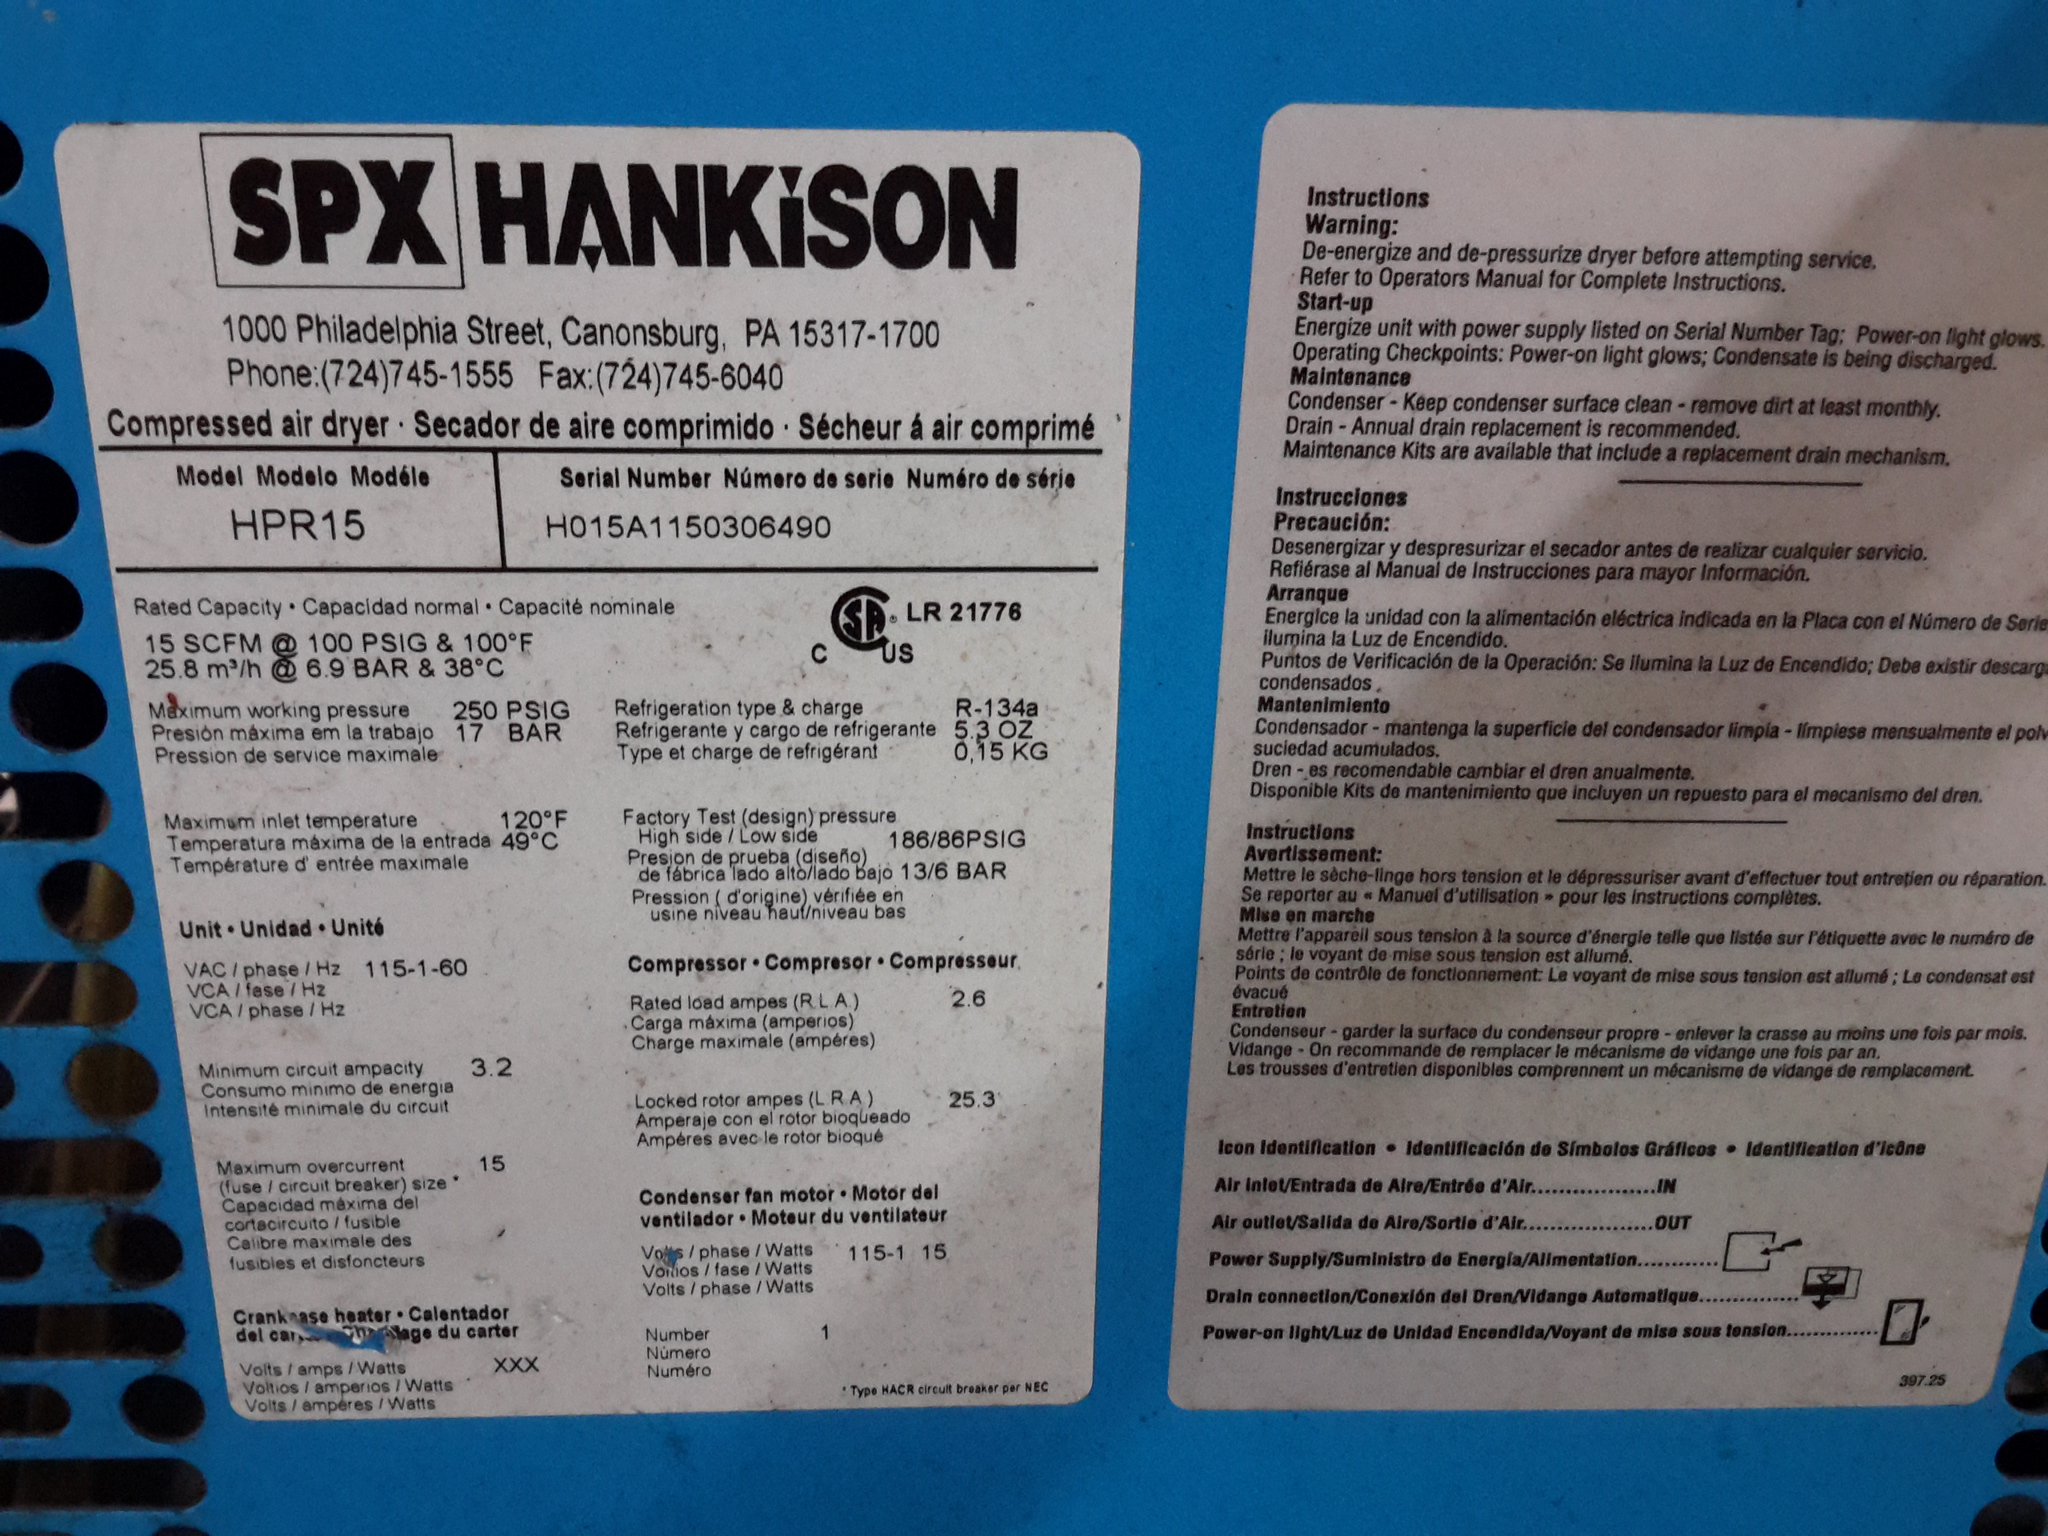 SPX HANKiSON
1000 Philadelphia Street, Canonsburg, PA 15317-1700
Phone:(724)745-1555 Fax:(724)745-6040
Compressed air dryer · Secador de aire comprimido · Sécheur á air comprimé
Model Modelo Modéle
HPR15
Serial Number Número de serie Numéro de série
H015A1150306490
Rated Capacity • Capacidad normal • Capacité nominale
15 SCFM @ 100 PSIG & 100°F
25.8 m³/h @ 6.9 BAR & 38°C
CSA® LR 21776
C US
Maximum working pressure 250 PSIG
Presión máxima em la trabajo 17 BAR
Pression de service maximale
Refrigeration type & charge R-134a
Refrigerante y cargo de refrigerante 5.3 OZ
Type et charge de refrigérant 0,15 KG
Maximum inlet temperature 120°F
Temperatura máxima de la entrada 49°C
Température d' entrée maximale
Factory Test (design) pressure
High side / Low side 186/86PSIG
Presion de prueba (diseño)
de fábrica lado alto/lado bajo 13/6 BAR
Pression ( d'origine) vérifiée en
usine niveau haut/niveau bas
Unit • Unidad • Unité
VAC / phase / Hz 115-1-60
VCA / fase / Hz
VCA / phase / Hz
Minimum circuit ampacity 3.2
Consumo minimo de energia
Intensité minimale du circuit
Maximum overcurrent 15
(fuse / circuit breaker) size *
Capacidad máxima del
cortacircuito / fusible
Calibre maximale des
fusibles et disfoncteurs
Crankcase heater • Calentador
du carter
Volts / amps / Watts XXX
Voltios / amperios / Watts
Volts / ampéres / Watts
Compressor • Compresor • Compresseur
Rated load ampes (R.L.A.) 2.6
Carga máxima (amperios)
Charge maximale (ampéres)
Locked rotor ampes (L.R.A.) 25.3
Amperaje con el rotor bloqueado
Ampéres avec le rotor bloqué
Condenser fan motor • Motor del
ventilador • Moteur du ventilateur
Volts / phase / Watts 115-1 15
Voltios / fase / Watts
Volts / phase / Watts
Number 1
Número
Numéro
* Type HACR circuit breaker per NEC
Instructions
Warning:
De-energize and de-pressurize dryer before attempting service.
Refer to Operators Manual for Complete Instructions.
Start-up
Energize unit with power supply listed on Serial Number Tag; Power-on light glows.
Operating Checkpoints: Power-on light glows; Condensate is being discharged.
Maintenance
Condenser - Keep condenser surface clean - remove dirt at least monthly.
Drain - Annual drain replacement is recommended.
Maintenance Kits are available that include a replacement drain mechanism.
Instrucciones
Precaución:
Desenergizar y despresurizar el secador antes de realizar cualquier servicio.
Refiérase al Manual de Instrucciones para mayor Información.
Arranque
Energice la unidad con la alimentación eléctrica indicada en la Placa con el Número de Serie
ilumina la Luz de Encendido.
Puntos de Verificación de la Operación: Se ilumina la Luz de Encendido; Debe existir descarg
condensados.
Mantenimiento
Condensador - mantenga la superficie del condensador limpia - límpiese mensualmente el polv
suciedad acumulados.
Dren - es recomendable cambiar el dren anualmente.
Disponible Kits de mantenimiento que incluyen un repuesto para el mecanismo del dren.
Instructions
Avertissement:
Mettre le sèche-linge hors tension et le dépressuriser avant d'effectuer tout entretien ou réparation.
Se reporter au « Manuel d'utilisation » pour les instructions complètes.
Mise en marche
Mettre l'appareil sous tension à la source d'énergie telle que listée sur l'étiquette avec le numéro de
série ; le voyant de mise sous tension est allumé.
Points de contrôle de fonctionnement: Le voyant de mise sous tension est allumé ; Le condensat est
évacué
Entretien
Condenseur - garder la surface du condenseur propre - enlever la crasse au moins une fois par mois.
Vidange - On recommande de remplacer le mécanisme de vidange une fois par an.
Les trousses d'entretien disponibles comprennent un mécanisme de vidange de remplacement.
Icon Identification • Identificación de Símbolos Gráficos • Identification d'icône
Air inlet/Entrada de Aire/Entrée d'Air...................IN
Air outlet/Salida de Aire/Sortie d'Air....................OUT
Power Supply/Suministro de Energía/Alimentation............
Drain connection/Conexión del Dren/Vidange Automatique...............
Power-on light/Luz de Unidad Encendida/Voyant de mise sous tension..............
397.25